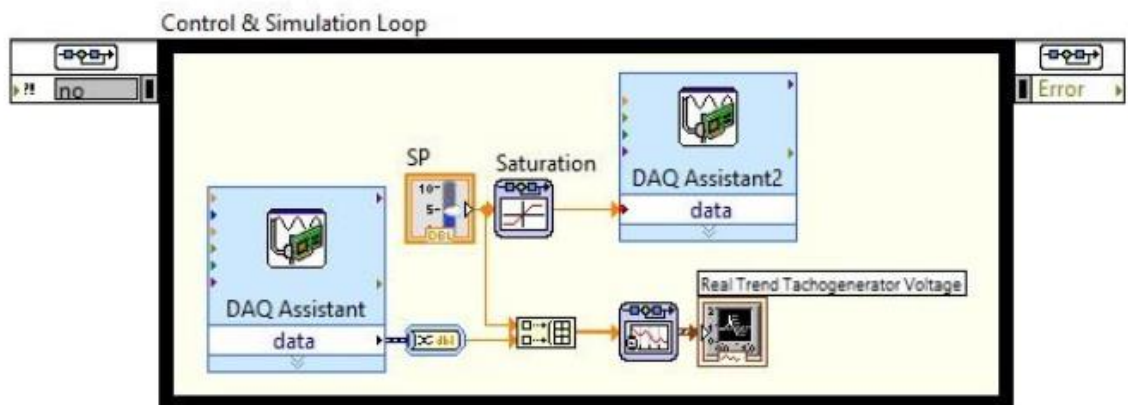 Control & Simulation Loop
?! no
Error
SP
Saturation
10-
5-
DBL
DAQ Assistant2
data
DAQ Assistant
data
dbl
Real Trend Tachogenerator Voltage